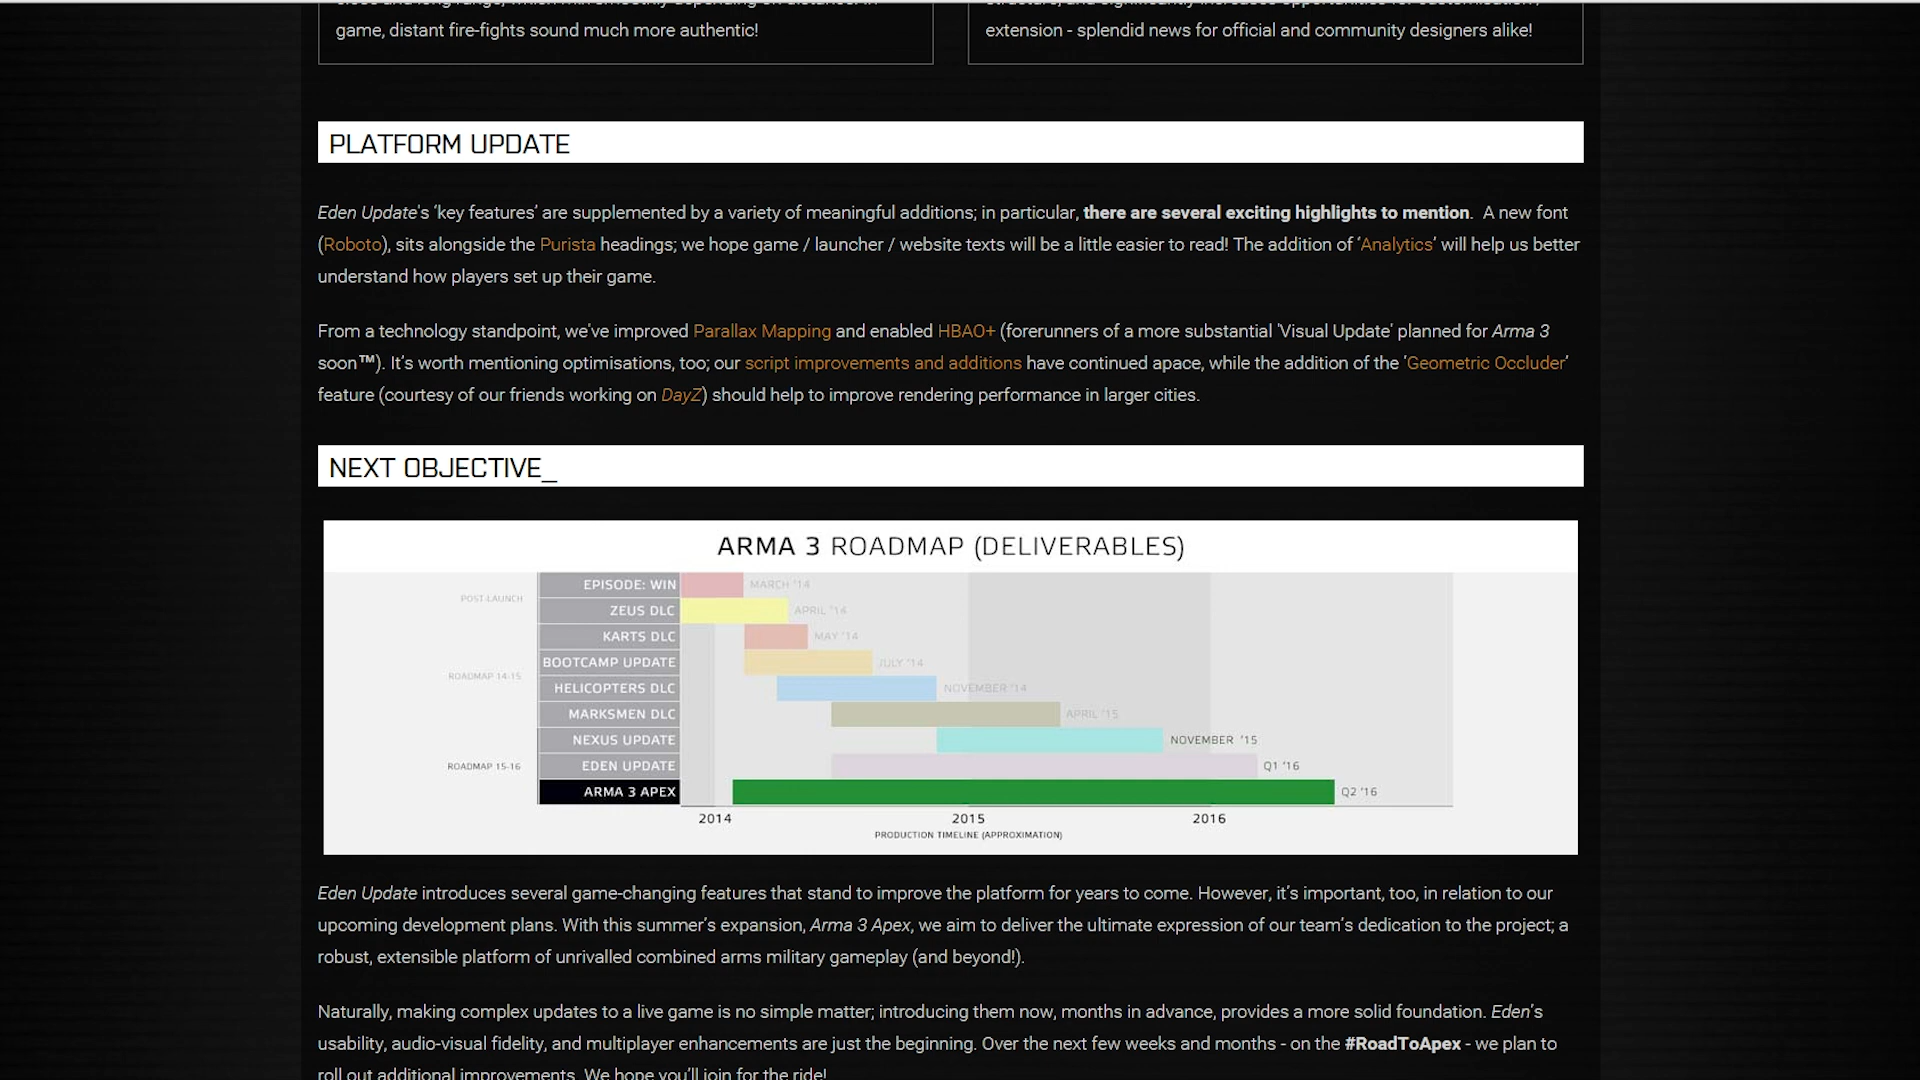 game, distant fire-fights sound much more authentic!
extension - splendid news for official and community designers alike!
PLATFORM UPDATE
Eden Update's 'key features' are supplemented by a variety of meaningful additions; in particular, there are several exciting highlights to mention. A new font
(Roboto), sits alongside the Purista headings; we hope game / launcher / website texts will be a little easier to read! The addition of 'Analytics' will help us better
understand how players set up their game.
From a technology standpoint, we've improved Parallax Mapping and enabled HBAO+ (forerunners of a more substantial 'Visual Update' planned for Arma 3
soon™). It's worth mentioning optimisations, too; our script improvements and additions have continued apace, while the addition of the 'Geometric Occluder'
feature (courtesy of our friends working on DayZ) should help to improve rendering performance in larger cities.
NEXT OBJECTIVE_
ARMA 3 ROADMAP (DELIVERABLES)
EPISODE: WIN MARCH '14
POST-LAUNCH
ZEUS DLC APRIL '14
KARTS DLC MAY '14
BOOTCAMP UPDATE JULY '14
ROADMAP 14-15
HELICOPTERS DLC NOVEMBER '14
MARKSMEN DLC APRIL '15
NEXUS UPDATE NOVEMBER '15
ROADMAP 15-16 EDEN UPDATE Q1 '16
ARMA 3 APEX Q2 '16
2014 2015 2016
PRODUCTION TIMELINE (APPROXIMATION)
Eden Update introduces several game-changing features that stand to improve the platform for years to come. However, it's important, too, in relation to our
upcoming development plans. With this summer's expansion, Arma 3 Apex, we aim to deliver the ultimate expression of our team's dedication to the project; a
robust, extensible platform of unrivalled combined arms military gameplay (and beyond!).
Naturally, making complex updates to a live game is no simple matter; introducing them now, months in advance, provides a more solid foundation. Eden's
usability, audio-visual fidelity, and multiplayer enhancements are just the beginning. Over the next few weeks and months - on the #RoadToApex - we plan to
roll out additional improvements. We hope you'll join for the ride!